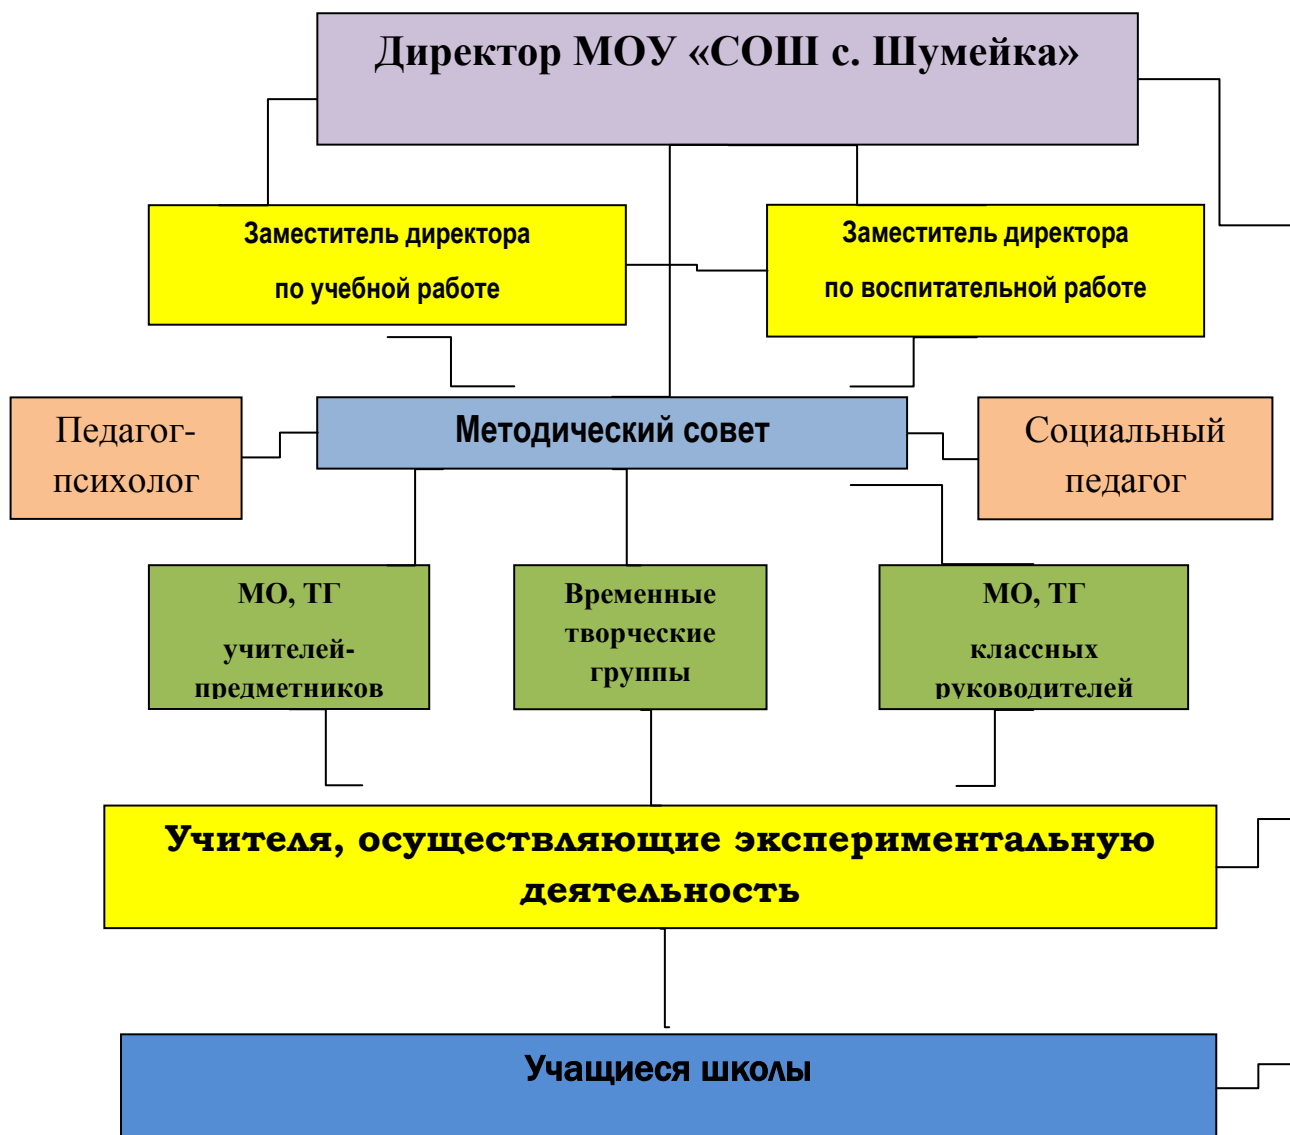 Директор МОУ «СОШ с. Шумейка»
Заместитель директора
по учебной работе
Заместитель директора
по воспитательной работе
Педагог-
психолог
Методический совет
Социальный
педагог
МО, ТГ
учителей-
предметников
Временные
творческие
группы
МО, ТГ
классных
руководителей
Учителя, осуществляющие экспериментальную
деятельность
Учащиеся школы